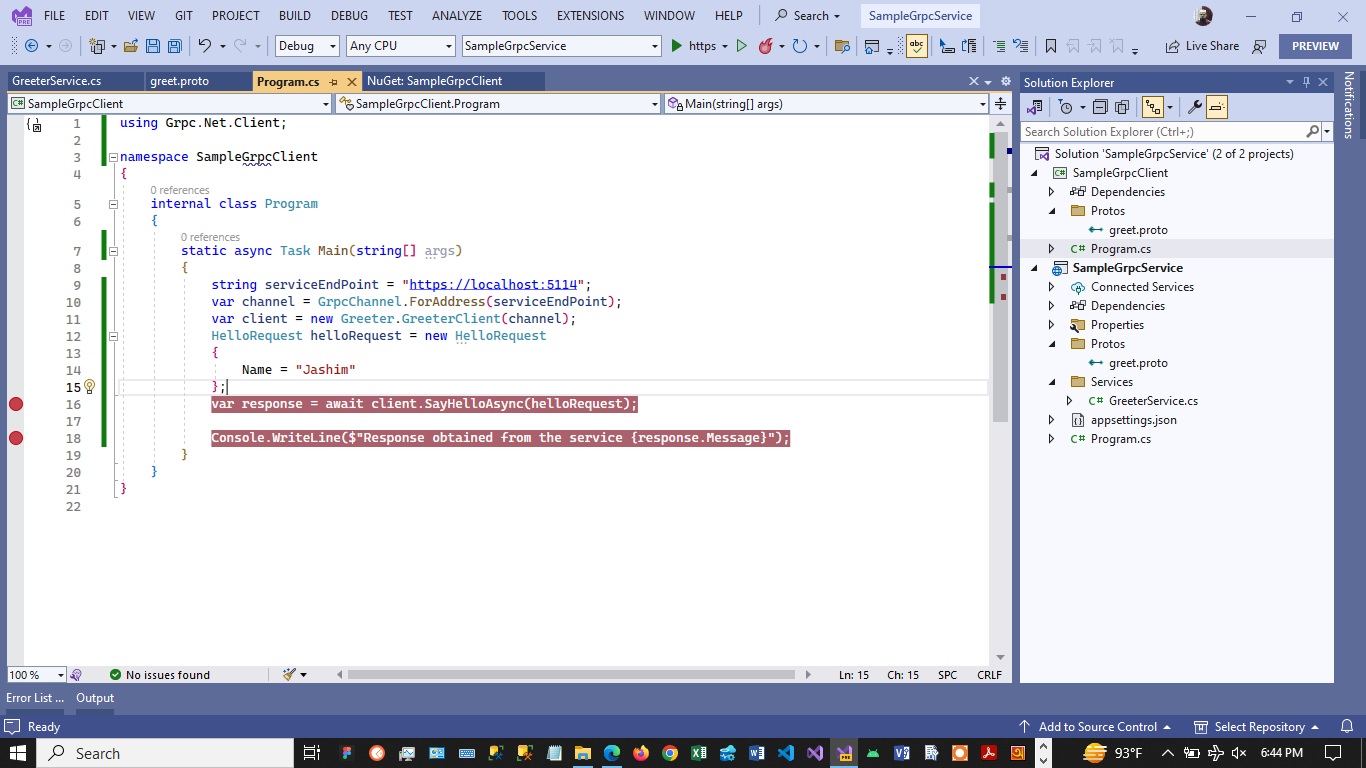 FILE EDIT VIEW GIT PROJECT BUILD DEBUG TEST ANALYZE TOOLS EXTENSIONS WINDOW HELP Search SampleGrpcService
Debug Any CPU SampleGrpcService https abc Live Share PREVIEW
GreeterService.cs greet.proto Program.cs NuGet: SampleGrpcClient
SampleGrpcClient SampleGrpcClient.Program Main(string[] args)
1 using Grpc.Net.Client;
2
3 namespace SampleGrpcClient
4 {
0 references
5 internal class Program
6 {
0 references
7 static async Task Main(string[] args)
8 {
9 string serviceEndPoint = "https://localhost:5114";
10 var channel = GrpcChannel.ForAddress(serviceEndPoint);
11 var client = new Greeter.GreeterClient(channel);
12 HelloRequest helloRequest = new HelloRequest
13 {
14 Name = "Jashim"
15 };
16 var response = await client.SayHelloAsync(helloRequest);
17
18 Console.WriteLine($"Response obtained from the service {response.Message}");
19 }
20 }
21 }
22
100 % No issues found Ln: 15 Ch: 15 SPC CRLF
Error List ... Output
Solution Explorer
Search Solution Explorer (Ctrl+;)
Solution 'SampleGrpcService' (2 of 2 projects)
SampleGrpcClient
Dependencies
Protos
greet.proto
C# Program.cs
SampleGrpcService
Connected Services
Dependencies
Properties
Protos
greet.proto
Services
C# GreeterService.cs
appsettings.json
C# Program.cs
Notifications
Ready Add to Source Control Select Repository
Search 93°F 6:44 PM